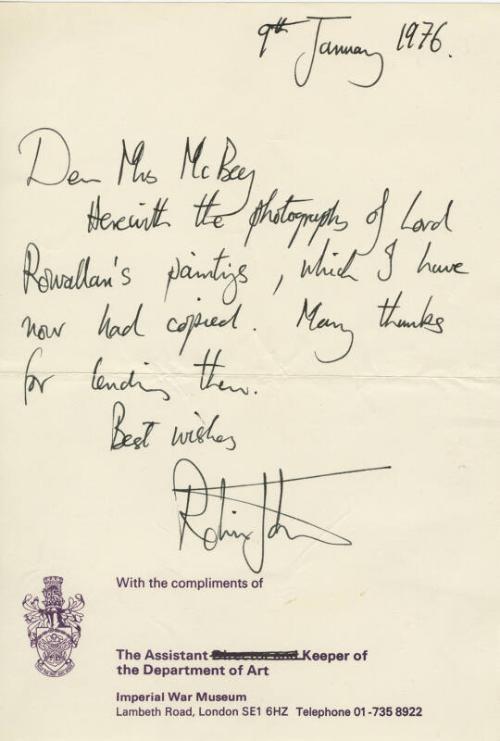 9th January 1976.
Dear Mrs McBey
Herewith the photographs of Lord
Rowallan's paintings, which I have
now had copied. Many thanks
for lending them.
Best wishes
Robin
With the compliments of
The Assistant Director and Keeper of
the Department of Art
Imperial War Museum
Lambeth Road, London SE1 6HZ Telephone 01-735 8922